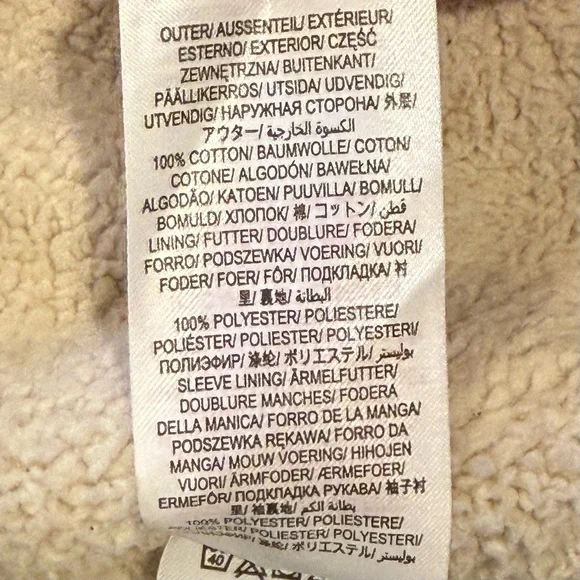 OUTER/ AUSSENTEIL/ EXTÉRIEUR/
ESTERNO/ EXTERIOR/ CZĘŚĆ
ZEWNĘTRZNA/ BUITENKANT/
PÄÄLLIKERROS/ UTSIDA/ UDVENDIG/
UTVENDIG/ НАРУЖНАЯ СТОРОНА/ 外层/
アウター/ الكسوة الخارجية/
100% COTTON/ BAUMWOLLE/ COTON/
COTONE/ ALGODÓN/ BAWEŁNA/
ALGODÃO/ KATOEN/ PUUVILLA/ BOMULL/
BOMULD/ ХЛОПОК/ 棉/ コットン/ قطن/
LINING/ FUTTER/ DOUBLURE/ FODERA/
FORRO/ PODSZEWKA/ VOERING/ VUORI/
FODER/ FOER/ FÔR/ ПОДКЛАДКА/ 衬
里/ 裏地/ البطانة/
100% POLYESTER/ POLIESTERE/
POLIÉSTER/ POLIESTER/ POLYESTERI/
ПОЛИЭФИР/ 涤纶/ ポリエステル/ بوليستر/
SLEEVE LINING/ ÄRMELFUTTER/
DOUBLURE MANCHES/ FODERA
DELLA MANICA/ FORRO DE LA MANGA/
PODSZEWKA RĘKAWA/ FORRO DA
MANGA/ MOUW VOERING/ HIHOJEN
VUORI/ ÄRMFODER/ ÆRMEFOER/
ERMEFÔR/ ПОДКЛАДКА РУКАВА/ 袖子衬
里/ 袖裏地/ بطانة الكم/
100% POLYESTER/ POLIESTERE/
POLIESTER/ POLYESTERI/
涤纶/ ポリエステル/ بوليستر/
40